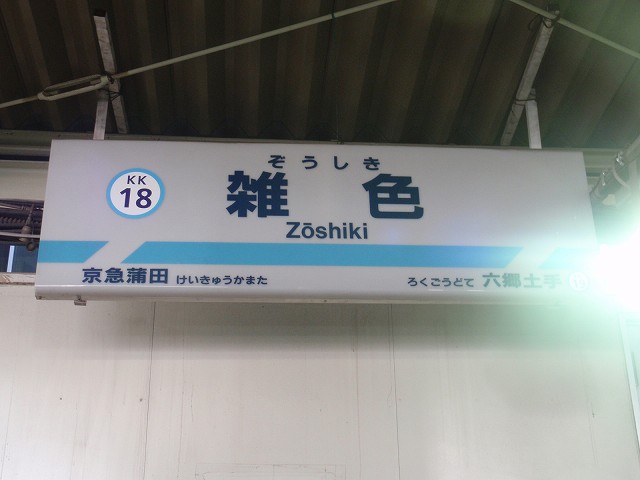 KK
18
ぞうしき
雑色
Zōshiki
京急蒲田 けいきゅうかまた
ろくごうどて 六郷土手